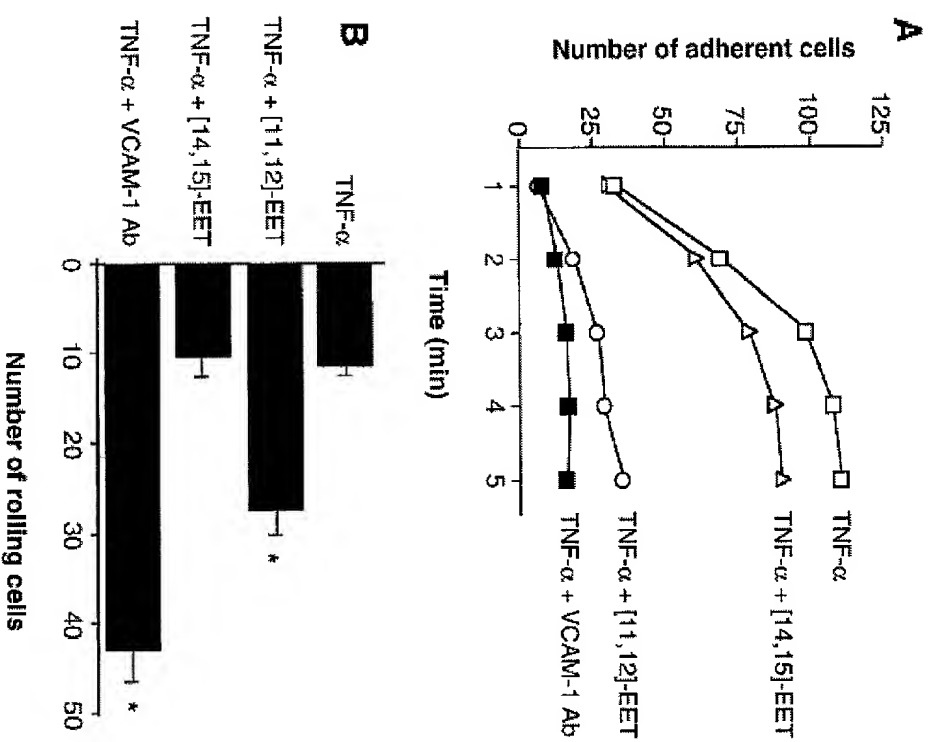 A
Number of adherent cells
125
100
75
50
25
0
1
2
3
4
5
Time (min)
TNF-α
TNF-α + [14,15]-EET
TNF-α + [11,12]-EET
TNF-α + VCAM-1 Ab
B
TNF-α
TNF-α + [11,12]-EET
*
TNF-α + [14,15]-EET
TNF-α + VCAM-1 Ab
*
0
10
20
30
40
50
Number of rolling cells